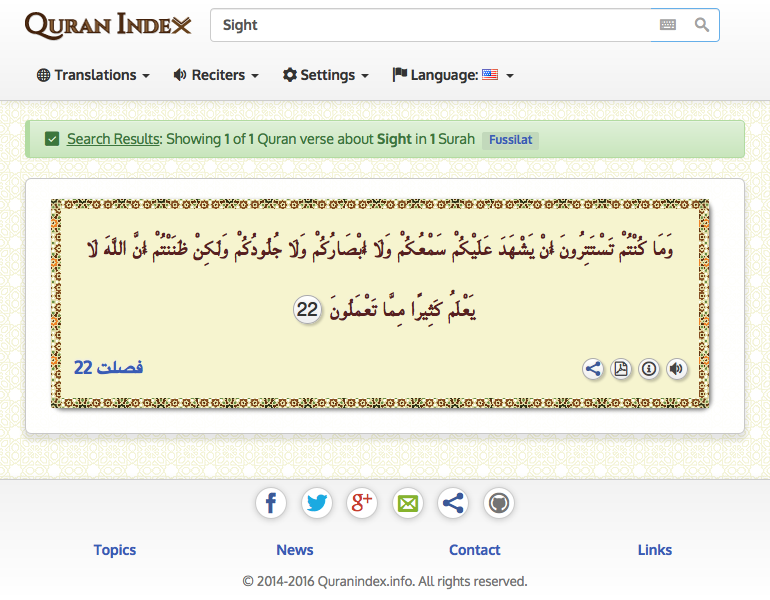 QURAN INDEX
Sight
Translations
Reciters
Settings
Language:
Search Results: Showing 1 of 1 Quran verse about Sight in 1 Surah Fussilat
وَمَا كُنْتُمْ تَسْتَتِرُونَ أَنْ يَشْهَدَ عَلَيْكُمْ سَمْعُكُمْ وَلَا أَبْصَارُكُمْ وَلَا جُلُودُكُمْ وَلَٰكِنْ ظَنَنْتُمْ أَنَّ اللَّهَ لَا
يَعْلَمُ كَثِيرًا مِمَّا تَعْمَلُونَ 22
فصلت 22
f
g+
Topics
News
Contact
Links
© 2014-2016 Quranindex.info. All rights reserved.